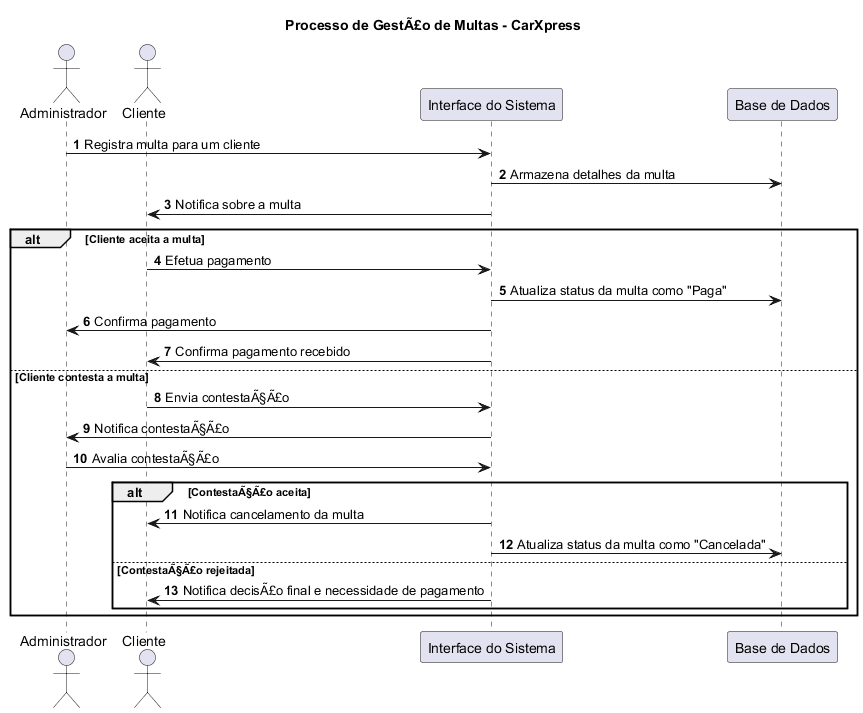 Processo de GestÃ£o de Multas - CarXpress
Administrador
Cliente
Interface do Sistema
Base de Dados
1 Registra multa para um cliente
2 Armazena detalhes da multa
3 Notifica sobre a multa
alt [Cliente aceita a multa]
4 Efetua pagamento
5 Atualiza status da multa como "Paga"
6 Confirma pagamento
7 Confirma pagamento recebido
[Cliente contesta a multa]
8 Envia contestaÃ§Ã£o
9 Notifica contestaÃ§Ã£o
10 Avalia contestaÃ§Ã£o
alt [ContestaÃ§Ã£o aceita]
11 Notifica cancelamento da multa
12 Atualiza status da multa como "Cancelada"
[ContestaÃ§Ã£o rejeitada]
13 Notifica decisÃ£o final e necessidade de pagamento
Administrador
Cliente
Interface do Sistema
Base de Dados